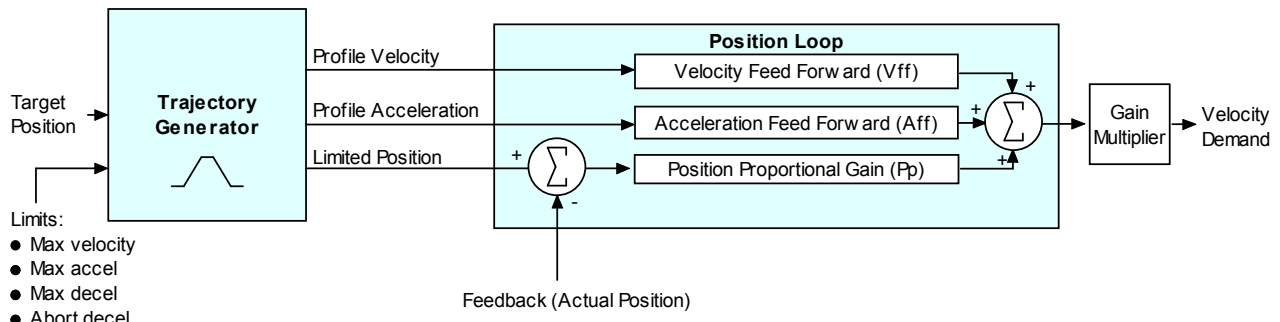 Position Loop
Profile Velocity
Velocity Feed Forward (Vff)
Target
Position
Trajectory
Generator
Profile Acceleration
Acceleration Feed Forward (Aff)
Limited Position
Position Proportional Gain (Pp)
+
-
Σ
+
+
+
Σ
Gain
Multiplier
Velocity
Demand
Limits:
● Max velocity
● Max accel
● Max decel
● Abort decel
Feedback (Actual Position)